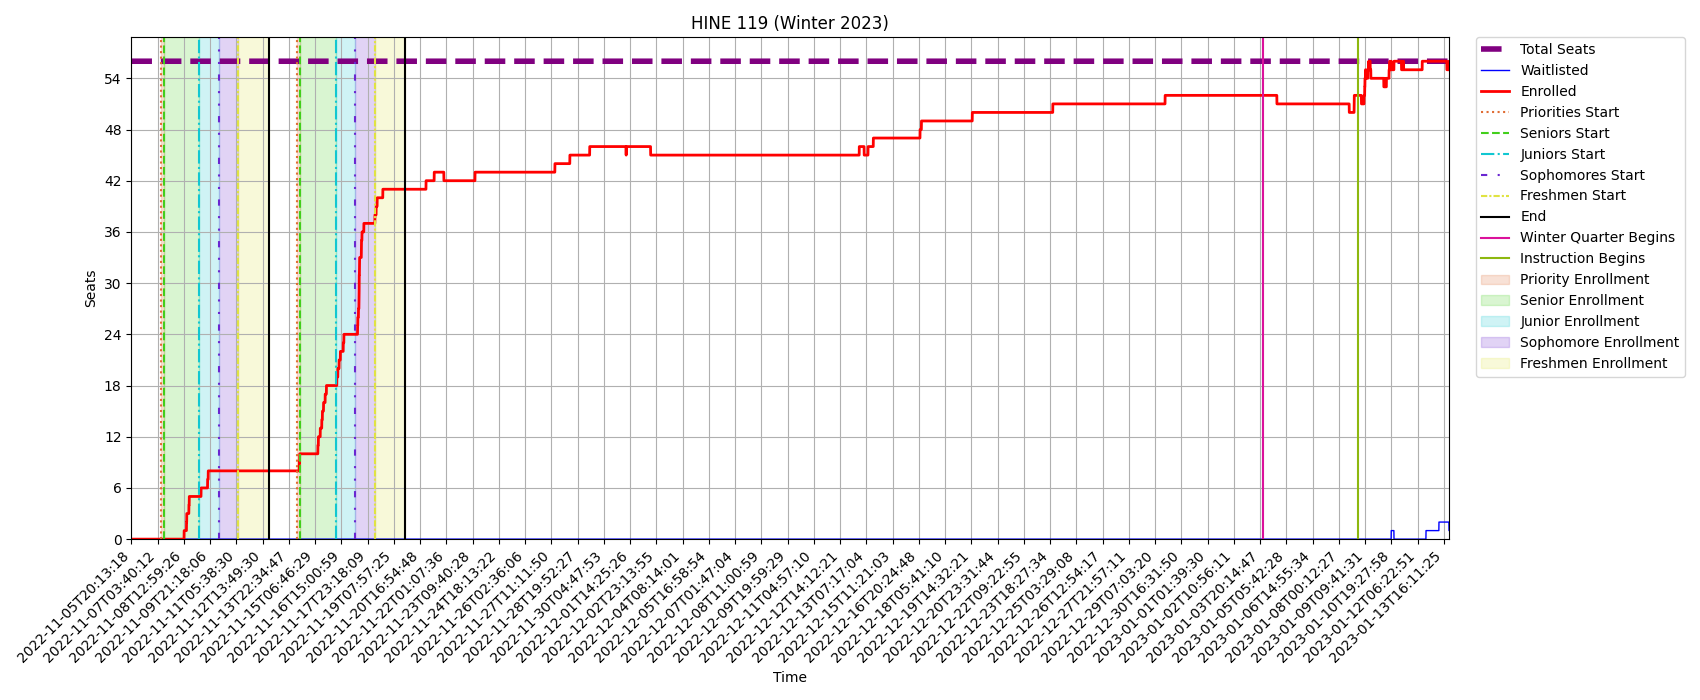 HINE 119 (Winter 2023)
Seats
54
48
42
36
30
24
18
12
6
0
2022-11-05T20:13:18
2022-11-07T03:40:12
2022-11-08T12:59:26
2022-11-09T21:18:06
2022-11-11T05:38:30
2022-11-12T13:49:30
2022-11-13T22:34:47
2022-11-15T06:46:29
2022-11-16T15:00:59
2022-11-17T23:18:09
2022-11-19T07:57:25
2022-11-20T16:54:48
2022-11-22T01:07:36
2022-11-23T09:40:28
2022-11-24T18:13:22
2022-11-26T02:36:06
2022-11-27T11:11:50
2022-11-28T19:52:27
2022-11-30T04:47:53
2022-12-01T14:25:26
2022-12-02T23:13:55
2022-12-04T08:14:01
2022-12-05T16:58:54
2022-12-07T01:47:04
2022-12-08T11:00:59
2022-12-09T19:59:29
2022-12-11T04:57:10
2022-12-12T14:12:21
2022-12-13T07:17:04
2022-12-15T11:21:03
2022-12-16T20:24:48
2022-12-18T05:41:10
2022-12-19T14:32:21
2022-12-20T23:31:44
2022-12-22T09:22:55
2022-12-23T18:27:34
2022-12-25T03:29:08
2022-12-26T12:54:17
2022-12-27T21:57:11
2022-12-29T07:03:20
2022-12-30T16:31:50
2023-01-01T01:39:30
2023-01-02T10:56:11
2023-01-03T20:14:47
2023-01-05T05:42:28
2023-01-06T14:55:34
2023-01-08T00:12:27
2023-01-09T09:41:31
2023-01-10T19:27:58
2023-01-12T06:22:51
2023-01-13T16:11:25
Time
Total Seats
Waitlisted
Enrolled
Priorities Start
Seniors Start
Juniors Start
Sophomores Start
Freshmen Start
End
Winter Quarter Begins
Instruction Begins
Priority Enrollment
Senior Enrollment
Junior Enrollment
Sophomore Enrollment
Freshmen Enrollment